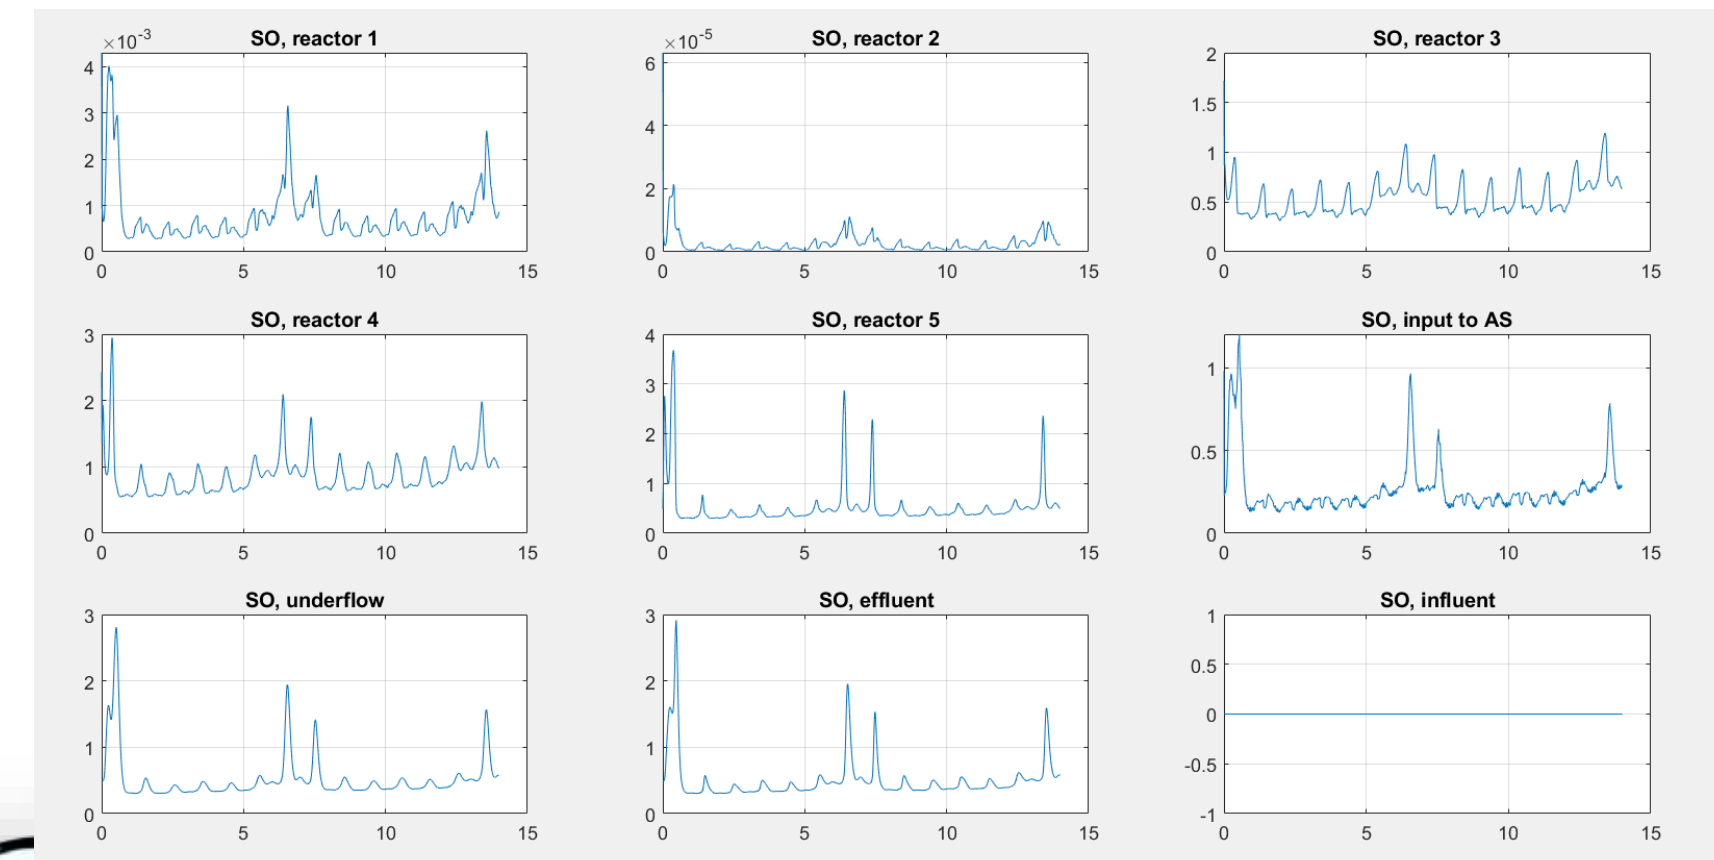 SO, reactor 1
×10-3
4
3
2
1
0
0 5 10 15
SO, reactor 2
×10-5
6
4
2
0
0 5 10 15
SO, reactor 3
2
1.5
1
0.5
0
0 5 10 15
SO, reactor 4
3
2
1
0
0 5 10 15
SO, reactor 5
4
3
2
1
0
0 5 10 15
SO, input to AS
1
0.5
0
0 5 10 15
SO, underflow
3
2
1
0
0 5 10 15
SO, effluent
3
2
1
0
0 5 10 15
SO, influent
1
0.5
0
-0.5
-1
0 5 10 15